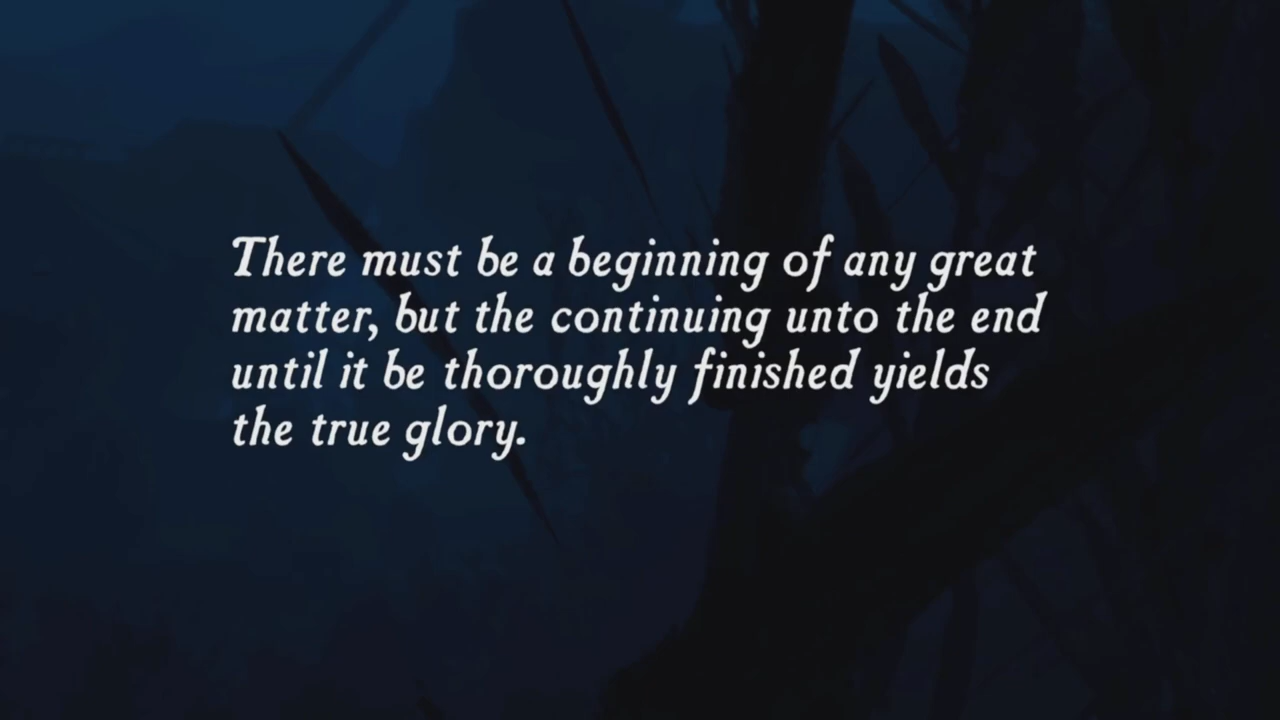 There must be a beginning of any great
matter, but the continuing unto the end
until it be thoroughly finished yields
the true glory.